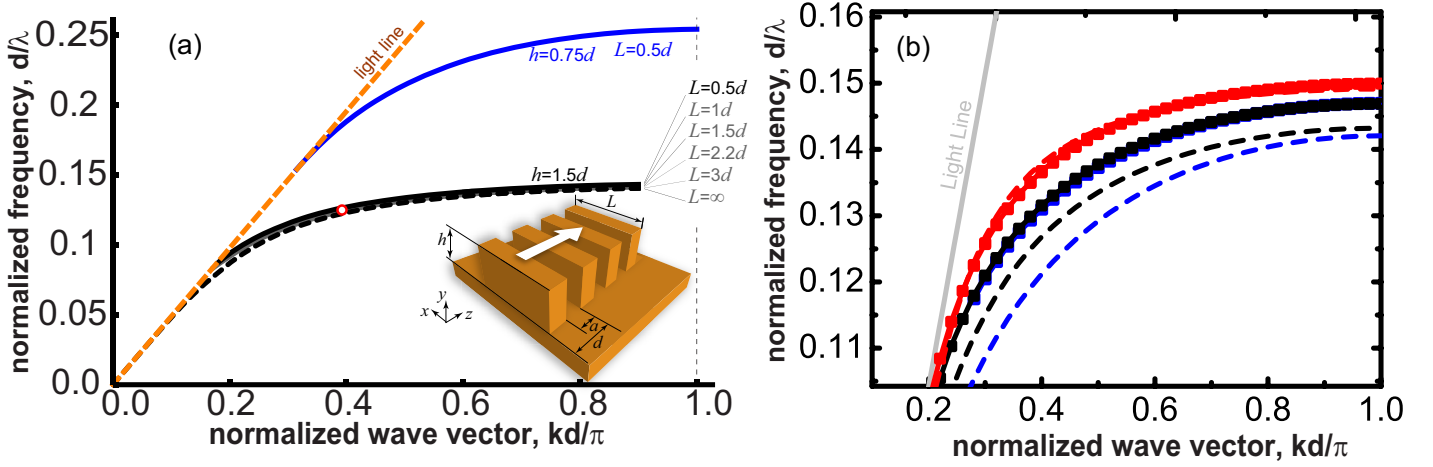 (a)
light line
h=0.75d L=0.5d
L=0.5d
L=1d
L=1.5d
L=2.2d
L=3d
L=∞
h=1.5d
L
h
a
d
y
x
z
normalized frequency, d/λ
0.25
0.2
0.15
0.1
0.05
0.0
0.0 0.2 0.4 0.6 0.8 1.0
normalized wave vector, kd/π
(b)
Light Line
normalized frequency, d/λ
0.16
0.15
0.14
0.13
0.12
0.11
0.2 0.4 0.6 0.8 1.0
normalized wave vector, kd/π